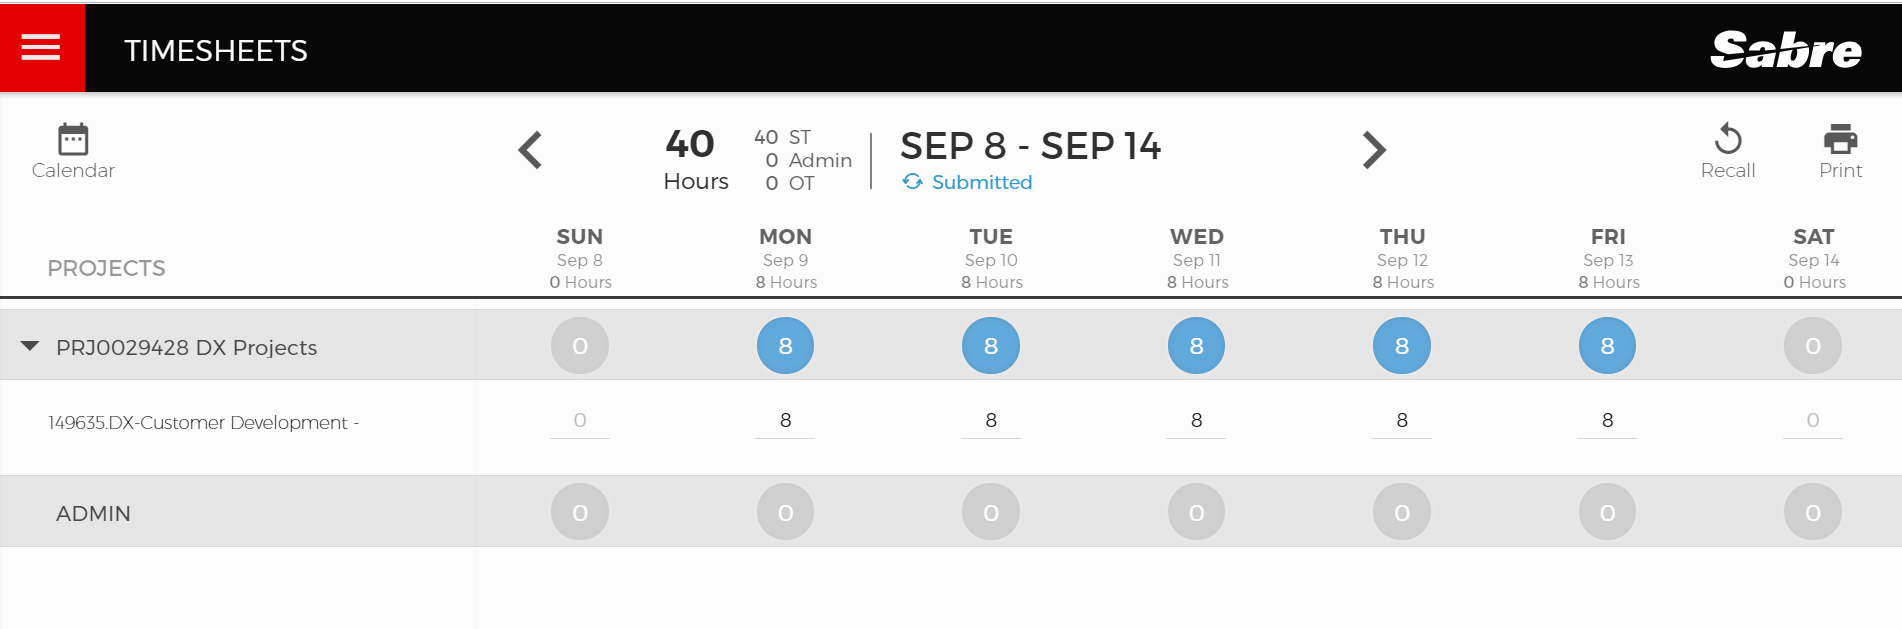 TIMESHEETS
Sabre
Calendar
40
Hours
40 ST
0 Admin
0 OT
SEP 8 - SEP 14
Submitted
Recall
Print
PROJECTS
SUN MON TUE WED THU FRI SAT
Sep 8 Sep 9 Sep 10 Sep 11 Sep 12 Sep 13 Sep 14
0 Hours 8 Hours 8 Hours 8 Hours 8 Hours 8 Hours 0 Hours
PRJ0029428 DX Projects 0 8 8 8 8 8 0
149635.DX-Customer Development - 0 8 8 8 8 8 0
ADMIN 0 0 0 0 0 0 0